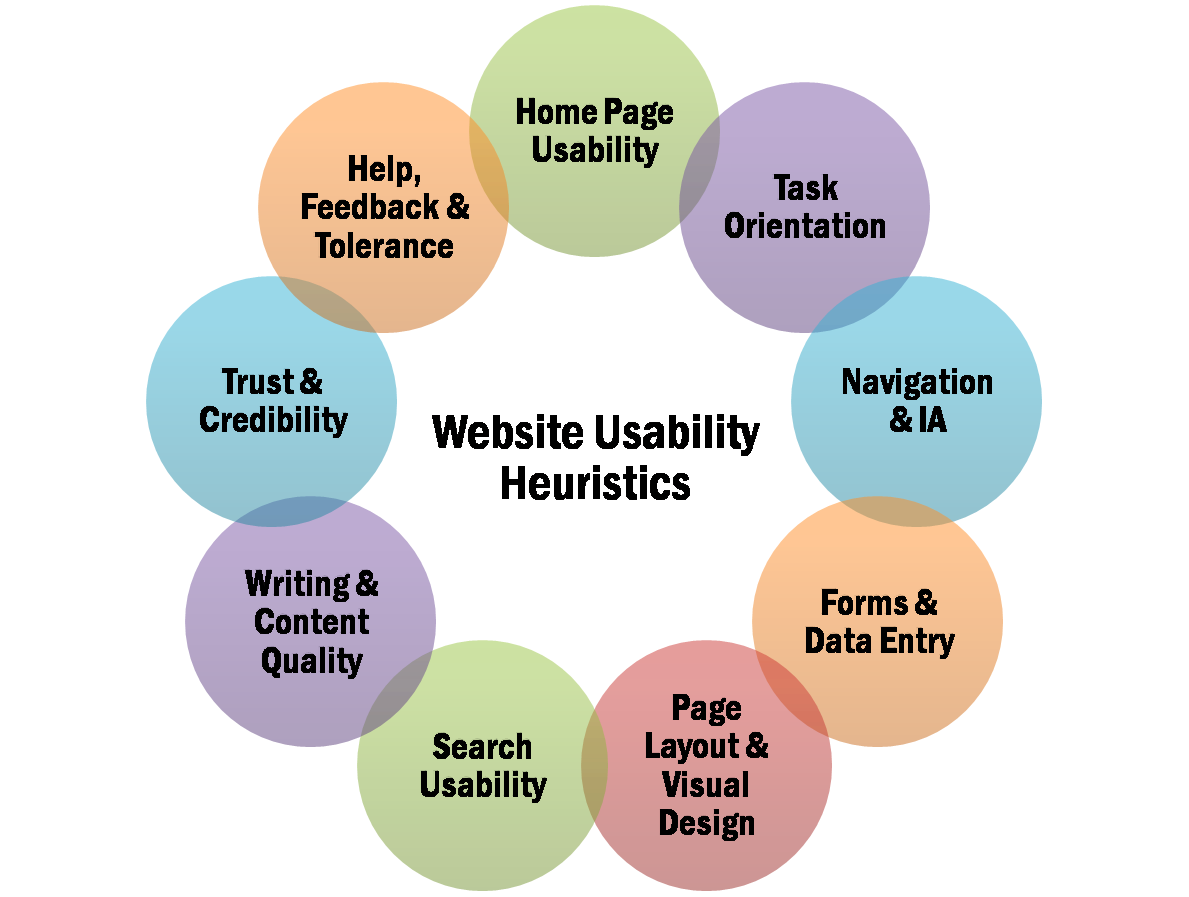 Home Page
Usability
Task
Orientation
Navigation
& IA
Forms &
Data Entry
Page
Layout &
Visual
Design
Search
Usability
Writing &
Content
Quality
Trust &
Credibility
Help,
Feedback &
Tolerance
Website Usability
Heuristics